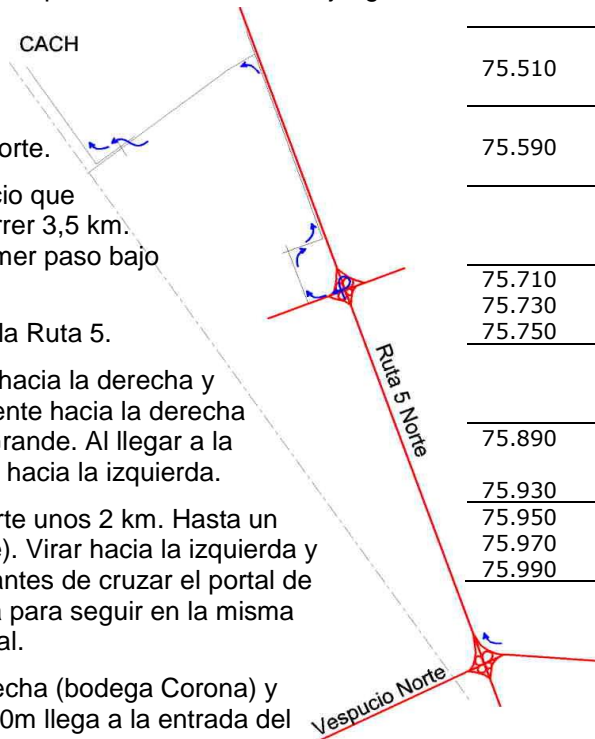 CACH
orte.
cio que
rrer 3,5 km.
mer paso bajo
la Ruta 5.
hacia la derecha y
ente hacia la derecha
Grande. Al llegar a la
hacia la izquierda.
rte unos 2 km. Hasta un
e). Virar hacia la izquierda y
antes de cruzar el portal de
a para seguir en la misma
al.
echa (bodega Corona) y
0m llega a la entrada del
Ruta 5 Norte
Vespucio Norte
75.510
75.590
75.710
75.730
75.750
75.890
75.930
75.950
75.970
75.990